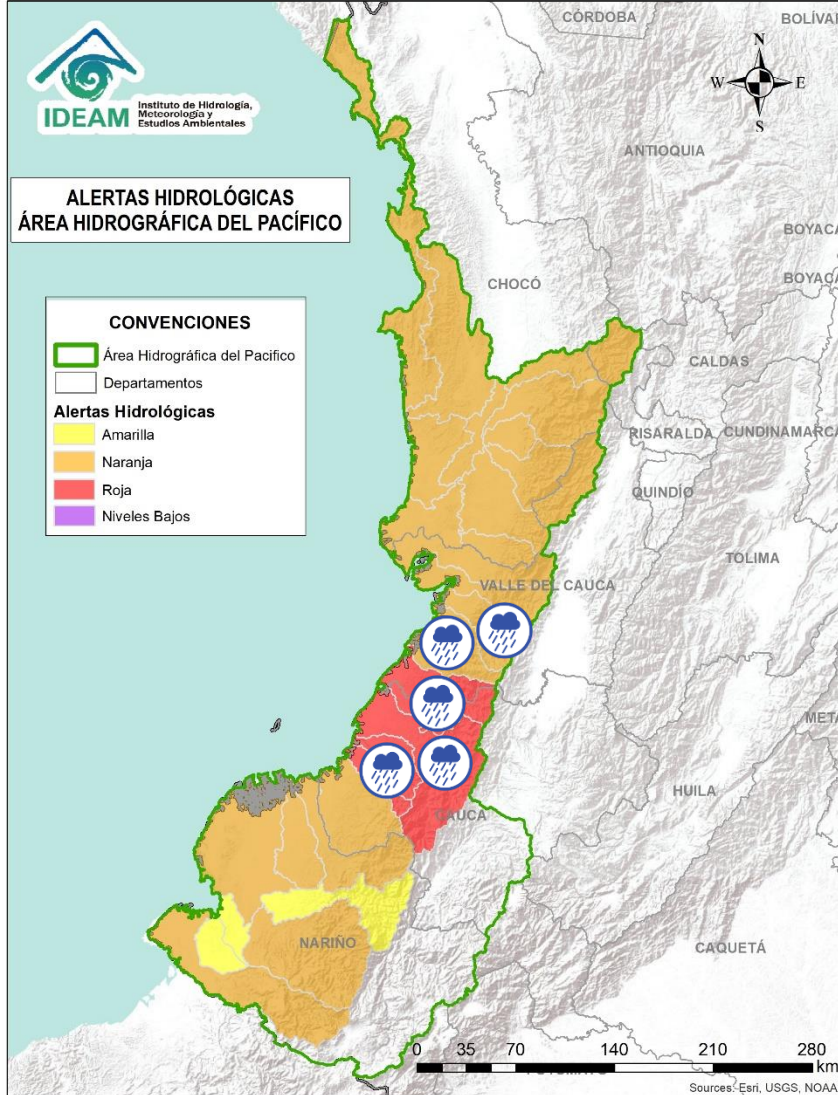 CÓRDOBA
BOLÍVA
IDEAM
Instituto de Hidrología,
Meteorología y
Estudios Ambientales
N
W
E
S
ANTIOQUIA
ALERTAS HIDROLÓGICAS
ÁREA HIDROGRÁFICA DEL PACÍFICO
BOYACÁ
BOYACÁ
CHOCÓ
CONVENCIONES
Área Hidrográfica del Pacifico
Departamentos
Alertas Hidrológicas
Amarilla
Naranja
Roja
Niveles Bajos
CALDAS
RISARALDA
CUNDINAMARCA
QUINDÍO
TOLIMA
VALLE DEL CAUCA
META
HUILA
CAUCA
NARIÑO
CAQUETÁ
0 35 70 140 210 280
km
Sources: Esri, USGS, NOAA